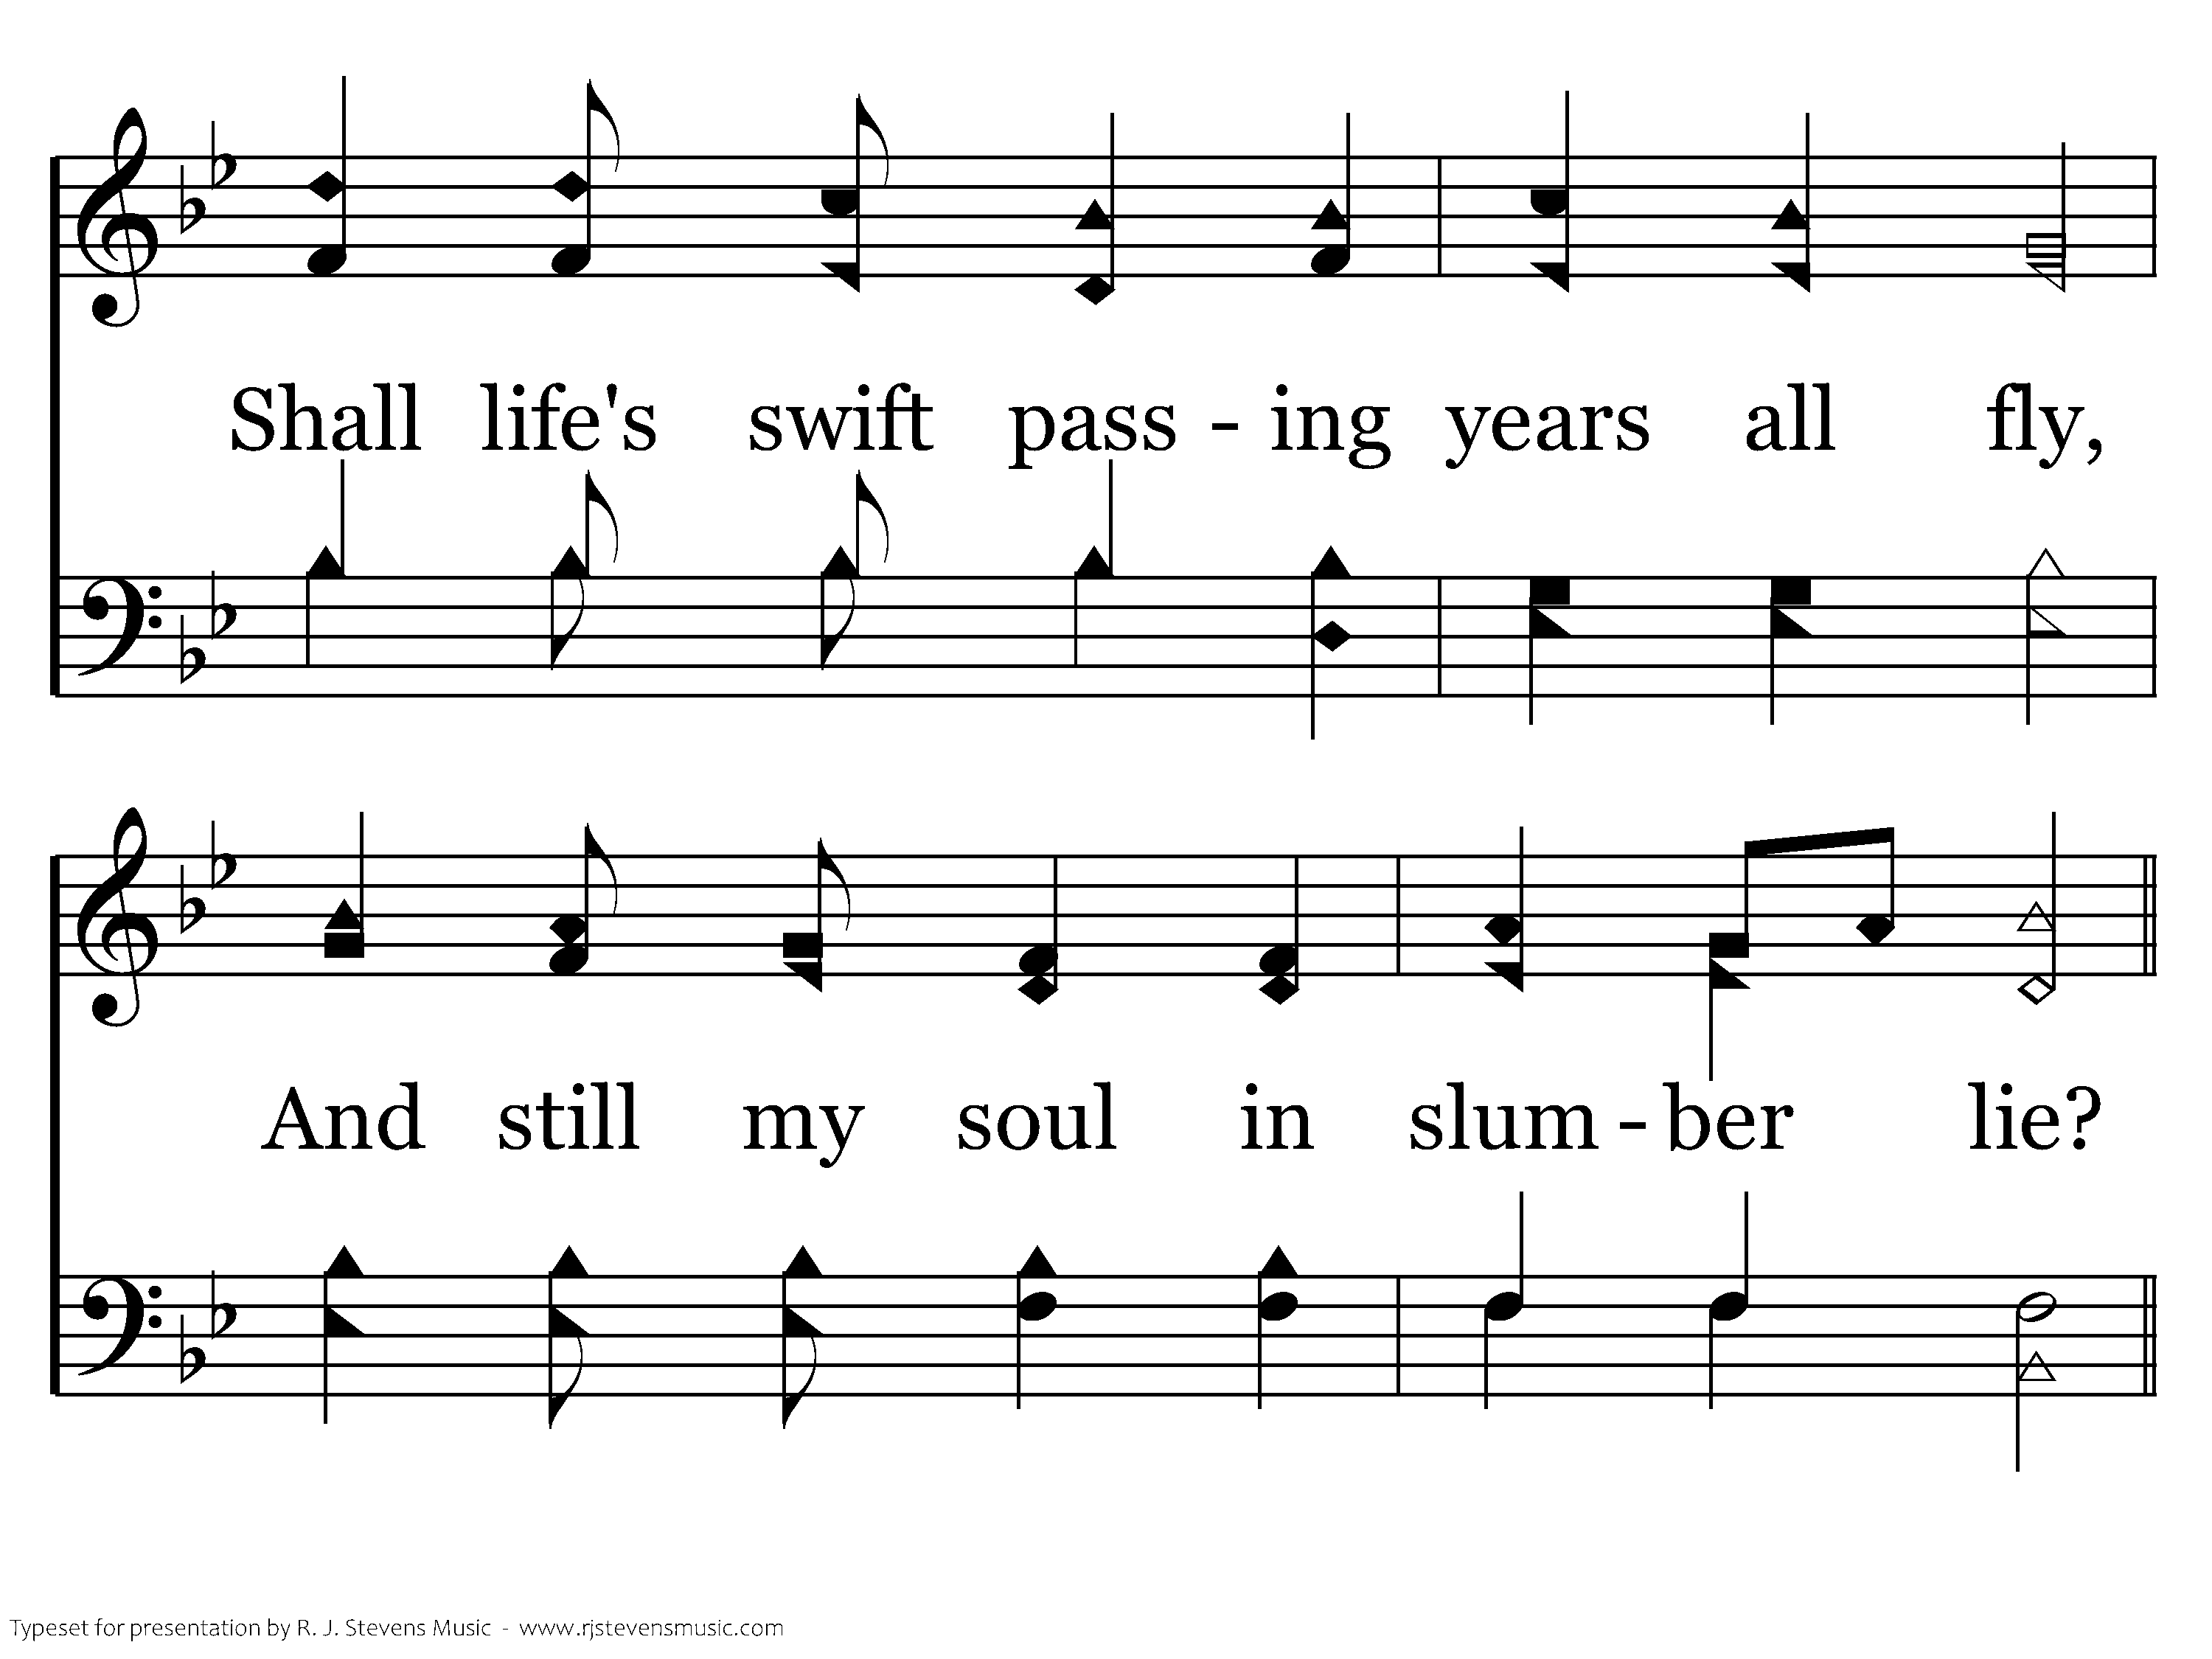 Shall life's swift pass - ing years all fly,
And still my soul in slum - ber lie?
Typeset for presentation by R. J. Stevens Music - www.rjstevensmusic.com